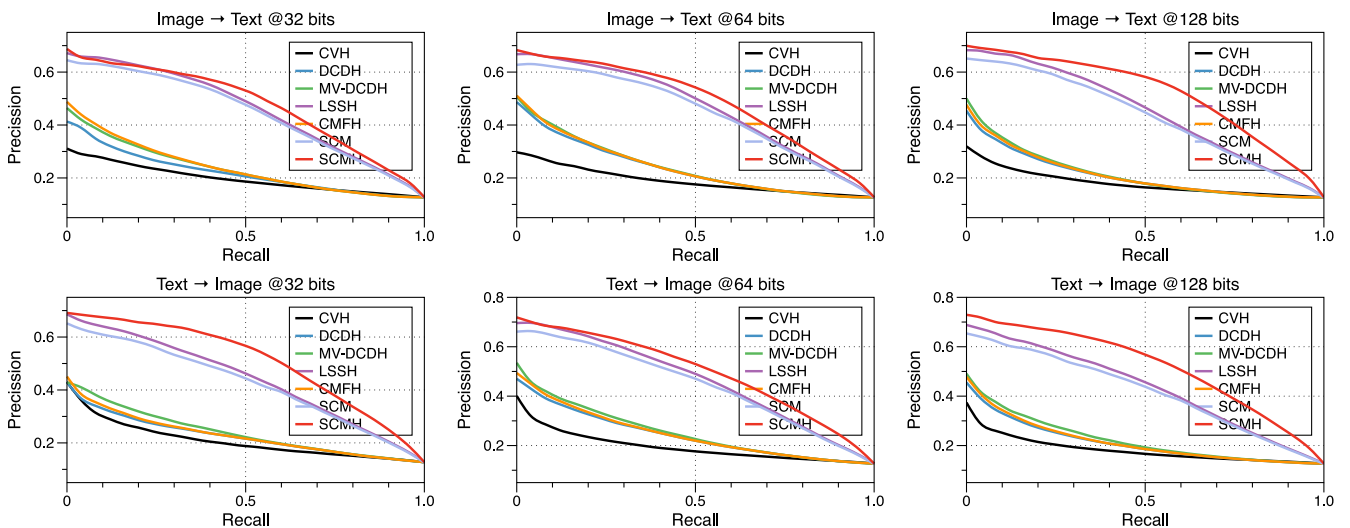 Image → Text @32 bits
Precission
0.6
0.4
0.2
0
0.5
1.0
Recall
CVH
DCDH
MV-DCDH
LSSH
CMFH
SCM
SCMH
Image → Text @64 bits
Precission
0.6
0.4
0.2
0
0.5
1.0
Recall
CVH
DCDH
MV-DCDH
LSSH
CMFH
SCM
SCMH
Image → Text @128 bits
Precission
0.6
0.4
0.2
0
0.5
1.0
Recall
CVH
DCDH
MV-DCDH
LSSH
CMFH
SCM
SCMH
Text → Image @32 bits
Precission
0.6
0.4
0.2
0
0.5
1.0
Recall
CVH
DCDH
MV-DCDH
LSSH
CMFH
SCM
SCMH
Text → Image @64 bits
Precission
0.8
0.6
0.4
0.2
0
0.5
1.0
Recall
CVH
DCDH
MV-DCDH
LSSH
CMFH
SCM
SCMH
Text → Image @128 bits
Precission
0.8
0.6
0.4
0.2
0
0.5
1.0
Recall
CVH
DCDH
MV-DCDH
LSSH
CMFH
SCM
SCMH